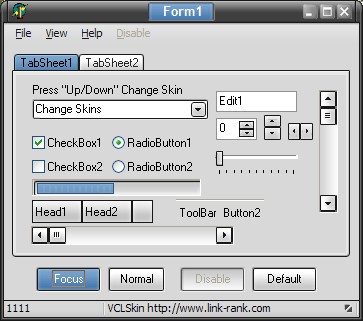 Form1
File View Help Disable
TabSheet1 TabSheet2
Press "Up/Down" Change Skin
Change Skins
Edit1
0
CheckBox1 RadioButton1
CheckBox2 RadioButton2
Head1 Head2
ToolBar Button2
Focus Normal Disable Default
1111 VCLSkin http://www.link-rank.com